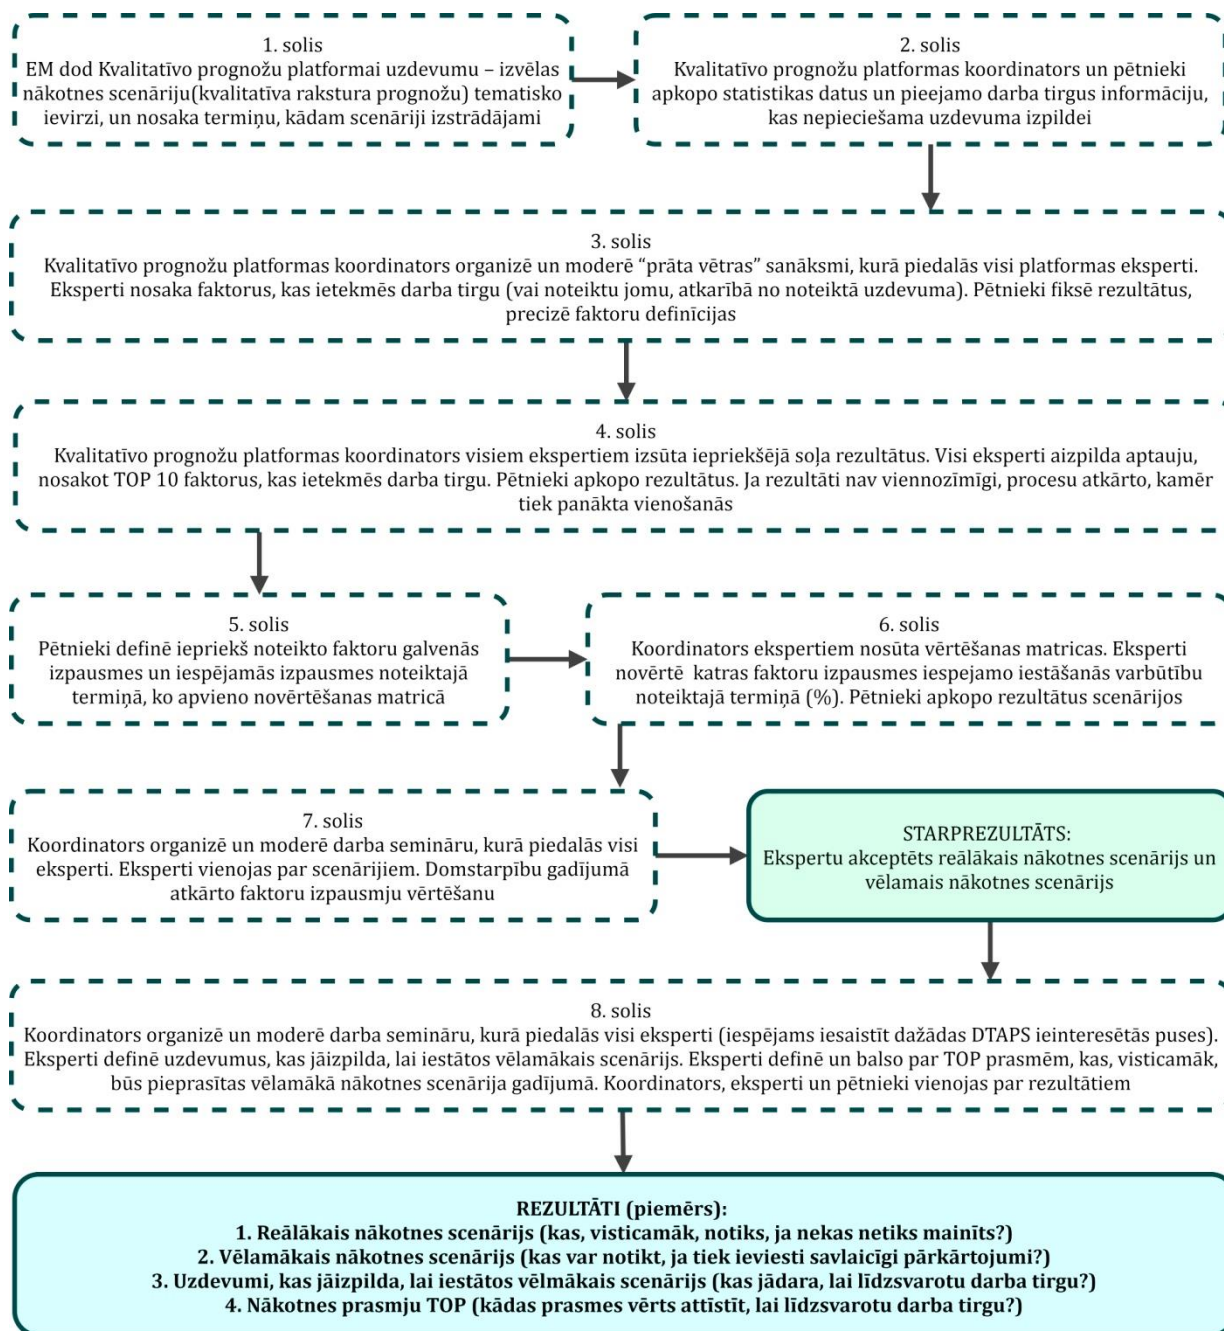 1. solis
EM dod Kvalitatīvo prognožu platformai uzdevumu – izvēlas
nākotnes scenāriju(kvalitatīva rakstura prognožu) tematisko
ievirzi, un nosaka termiņu, kādam scenāriji izstrādājami
2. solis
Kvalitatīvo prognožu platformas koordinators un pētnieki
apkopo statistikas datus un pieejamo darba tirgus informāciju,
kas nepieciešama uzdevuma izpildei
3. solis
Kvalitatīvo prognožu platformas koordinators organizē un moderē “prāta vētras” sanāksmi, kurā piedalās visi platformas eksperti.
Eksperti nosaka faktorus, kas ietekmēs darba tirgu (vai noteiktu jomu, atkarībā no noteiktā uzdevuma). Pētnieki fiksē rezultātus,
precizē faktoru definīcijas
4. solis
Kvalitatīvo prognožu platformas koordinators visiem ekspertiem izsūta iepriekšējā soļa rezultātus. Visi eksperti aizpilda aptauju,
nosakot TOP 10 faktorus, kas ietekmēs darba tirgu. Pētnieki apkopo rezultātus. Ja rezultāti nav viennozīmīgi, procesu atkārto, kamēr
tiek panākta vienošanās
5. solis
Pētnieki definē iepriekš noteikto faktoru galvenās
izpausmes un iespējamās izpausmes noteiktajā
termiņā, ko apvieno novērtēšanas matricā
6. solis
Koordinators ekspertiem nosūta vērtēšanas matricas. Eksperti
novērtē katras faktoru izpausmes iespejamo iestāšanās varbūtību
noteiktajā termiņā (%). Pētnieki apkopo rezultātus scenārijos
7. solis
Koordinators organizē un moderē darba semināru, kurā piedalās visi
eksperti. Eksperti vienojas par scenārijiem. Domstarpību gadījumā
atkārto faktoru izpausmju vērtēšanu
STARPREZULTĀTS:
Ekspertu akceptēts reālākais nākotnes scenārijs un
vēlamais nākotnes scenārijs
8. solis
Koordinators organizē un moderē darba semināru, kurā piedalās visi eksperti (iespējams iesaistīt dažādas DTAPS ieinteresētās puses).
Eksperti definē uzdevumus, kas jāizpilda, lai iestātos vēlamākais scenārijs. Eksperti definē un balso par TOP prasmēm, kas, visticamāk,
būs pieprasītas vēlamākā nākotnes scenārija gadījumā. Koordinators, eksperti un pētnieki vienojas par rezultātiem
REZULTĀTI (piemērs):
1. Reālākais nākotnes scenārijs (kas, visticamāk, notiks, ja nekas netiks mainīts?)
2. Vēlamākais nākotnes scenārijs (kas var notikt, ja tiek ieviesti savlaicīgi pārkārtojumi?)
3. Uzdevumi, kas jāizpilda, lai iestātos vēlmākais scenārijs (kas jādara, lai līdzsvarotu darba tirgu?)
4. Nākotnes prasmju TOP (kādas prasmes vērts attīstīt, lai līdzsvarotu darba tirgu?)